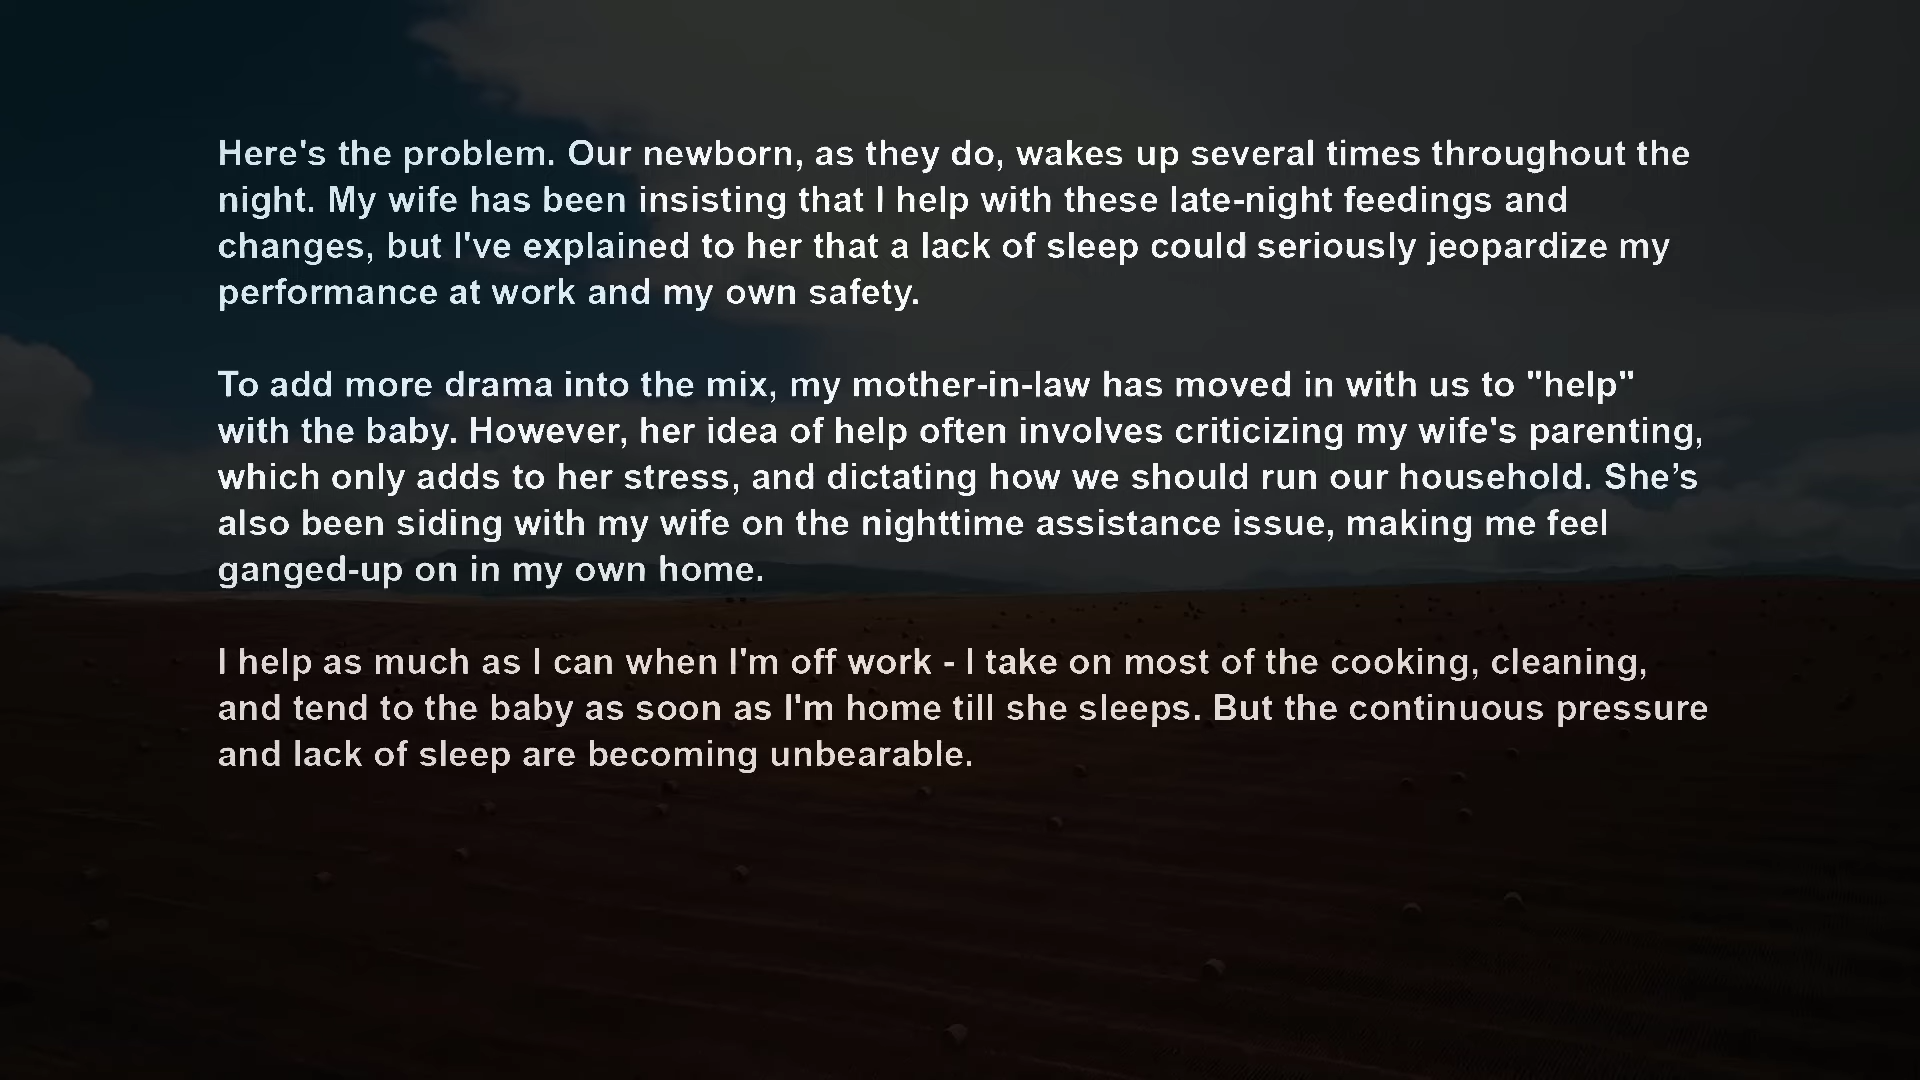 Here's the problem. Our newborn, as they do, wakes up several times throughout the
night. My wife has been insisting that I help with these late-night feedings and
changes, but I've explained to her that a lack of sleep could seriously jeopardize my
performance at work and my own safety.
To add more drama into the mix, my mother-in-law has moved in with us to "help"
with the baby. However, her idea of help often involves criticizing my wife's parenting,
which only adds to her stress, and dictating how we should run our household. She’s
also been siding with my wife on the nighttime assistance issue, making me feel
ganged-up on in my own home.
I help as much as I can when I'm off work - I take on most of the cooking, cleaning,
and tend to the baby as soon as I'm home till she sleeps. But the continuous pressure
and lack of sleep are becoming unbearable.